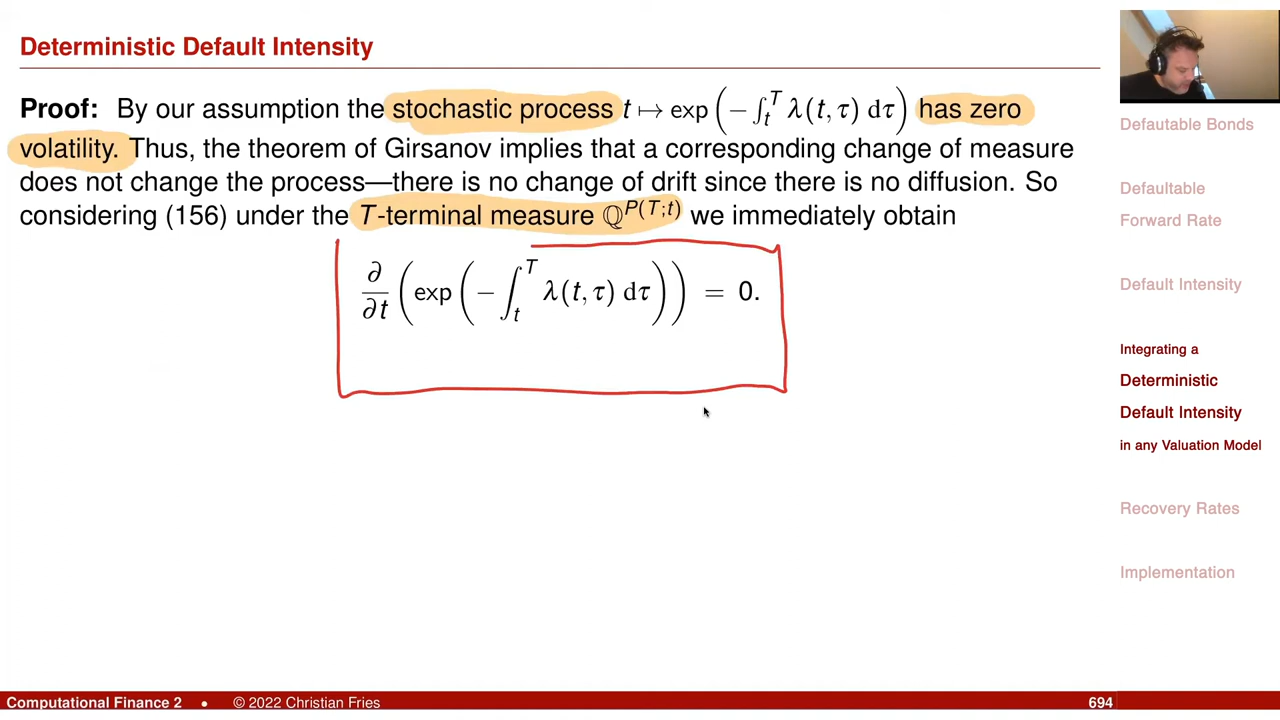 Deterministic Default Intensity
Proof: By our assumption the stochastic process t ↦ exp(−∫_t^T λ(t, τ) dτ) has zero
volatility. Thus, the theorem of Girsanov implies that a corresponding change of measure
does not change the process—there is no change of drift since there is no diffusion. So
considering (156) under the T-terminal measure ℚ^{P(T;t)} we immediately obtain
∂/∂t (exp(−∫_t^T λ(t, τ) dτ)) = 0.
Defautable Bonds
Defaultable
Forward Rate
Default Intensity
Integrating a
Deterministic
Default Intensity
in any Valuation Model
Recovery Rates
Implementation
Computational Finance 2 • © 2022 Christian Fries 694